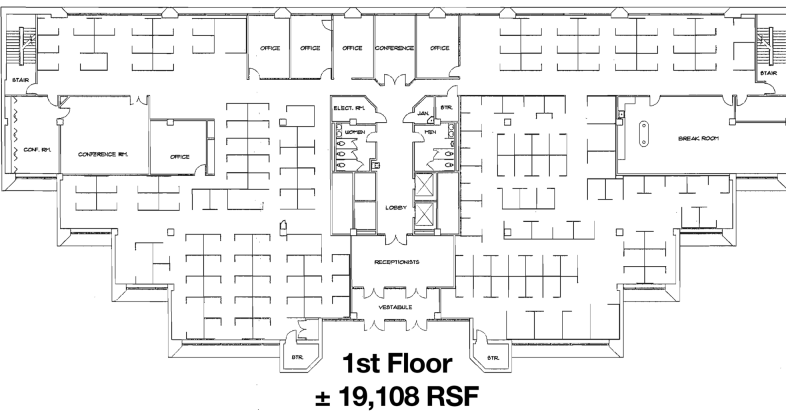 OFFICE
OFFICE
OFFICE
CONFERENCE
OFFICE
STAIR
STAIR
ELECT. RM.
JAN.
STR.
WOMEN
MEN
CONF. RM.
CONFERENCE RM.
OFFICE
BREAK ROOM
LOBBY
RECEPTIONISTS
VESTABULE
STR.
STR.
1st Floor
± 19,108 RSF